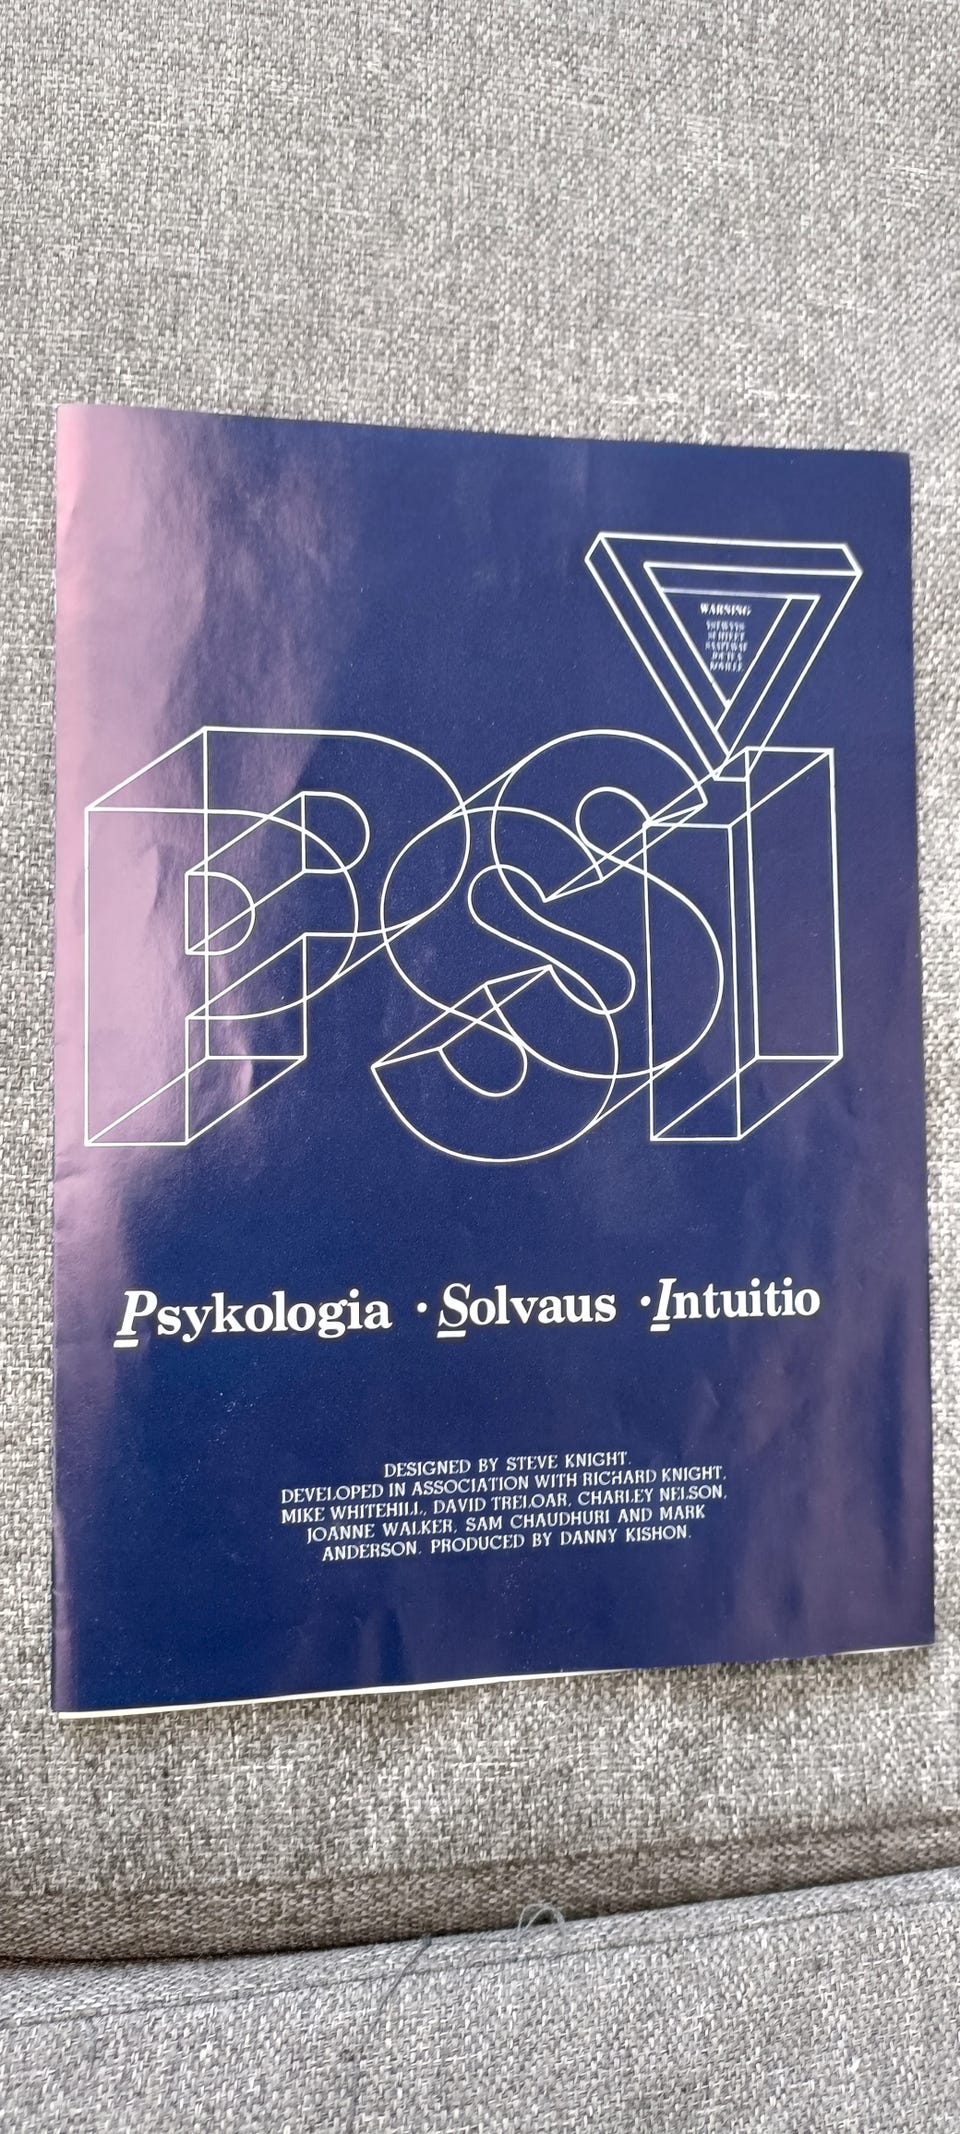 WARNING
PSI
Psykologia · Solvaus · Intuitio
DESIGNED BY STEVE KNIGHT.
DEVELOPED IN ASSOCIATION WITH RICHARD KNIGHT,
MIKE WHITEHILL, DAVID TRELOAR, CHARLEY NELSON,
JOANNE WALKER, SAM CHAUDHURI AND MARK
ANDERSON. PRODUCED BY DANNY KISHON.